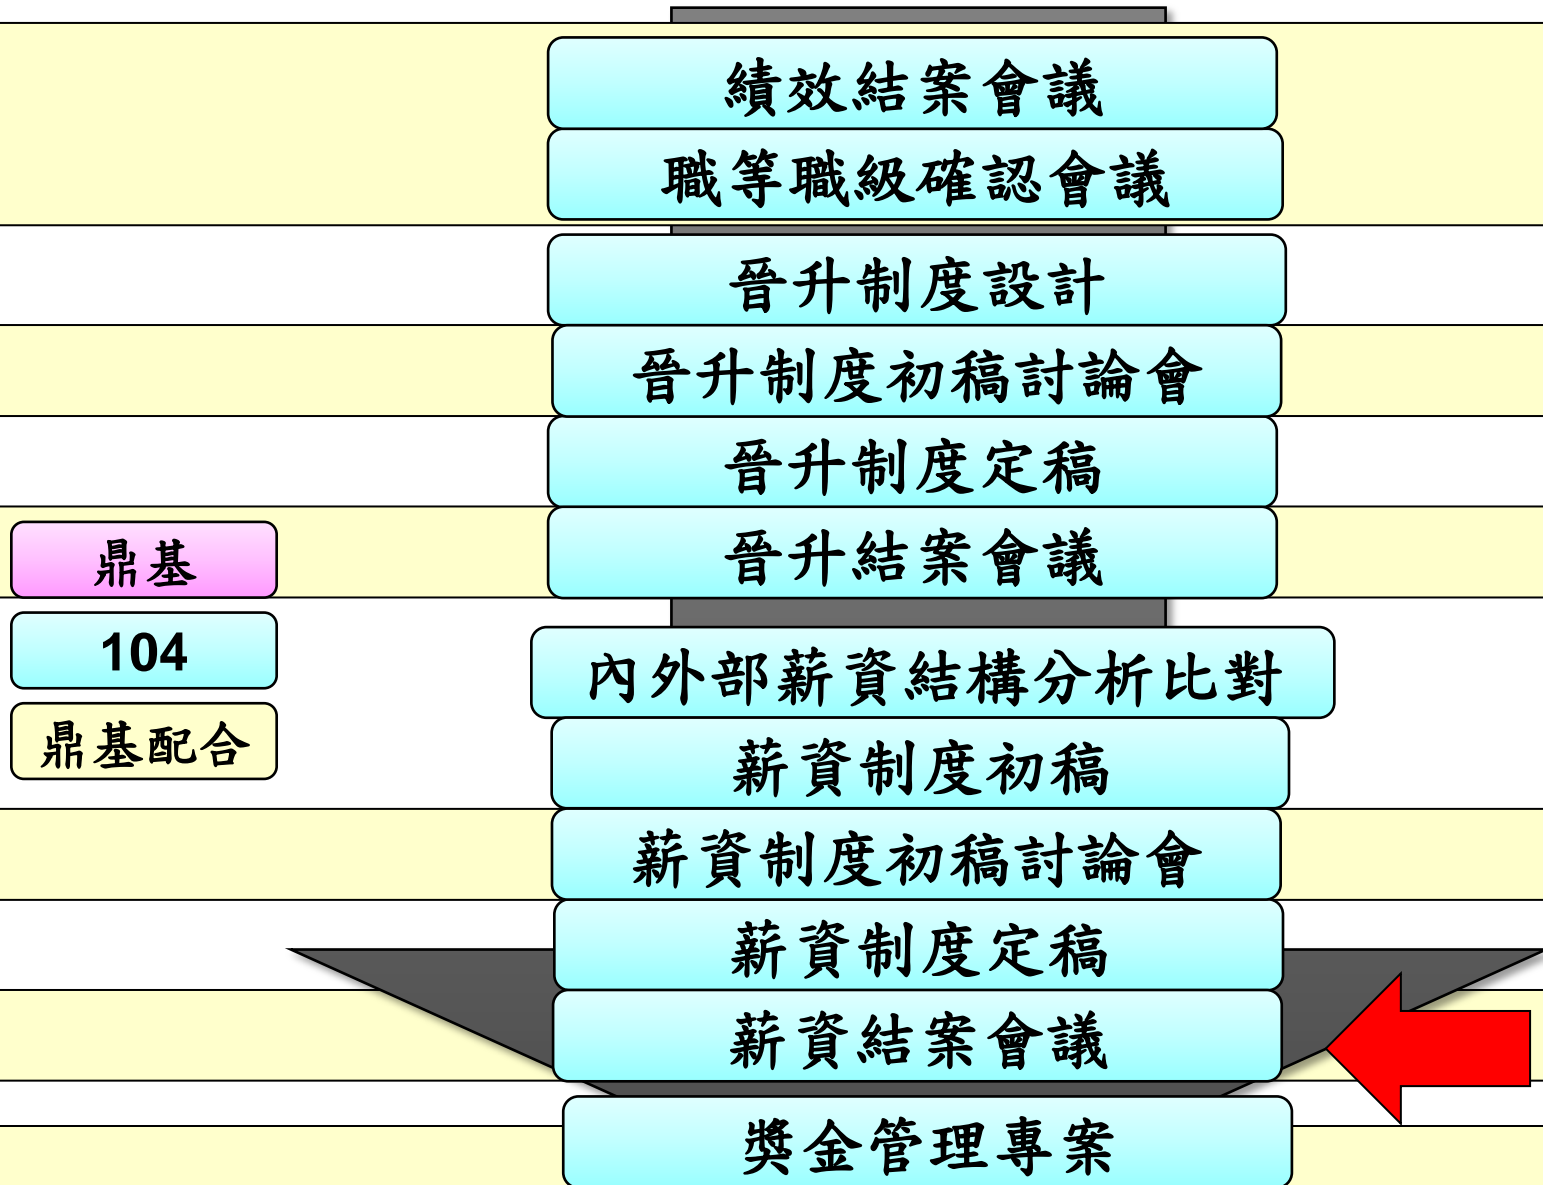 績效結案會議
職等職級確認會議
晉升制度設計
晉升制度初稿討論會
晉升制度定稿
晉升結案會議
鼎基
104
鼎基配合
內外部薪資結構分析比對
薪資制度初稿
薪資制度初稿討論會
薪資制度定稿
薪資結案會議
獎金管理專案